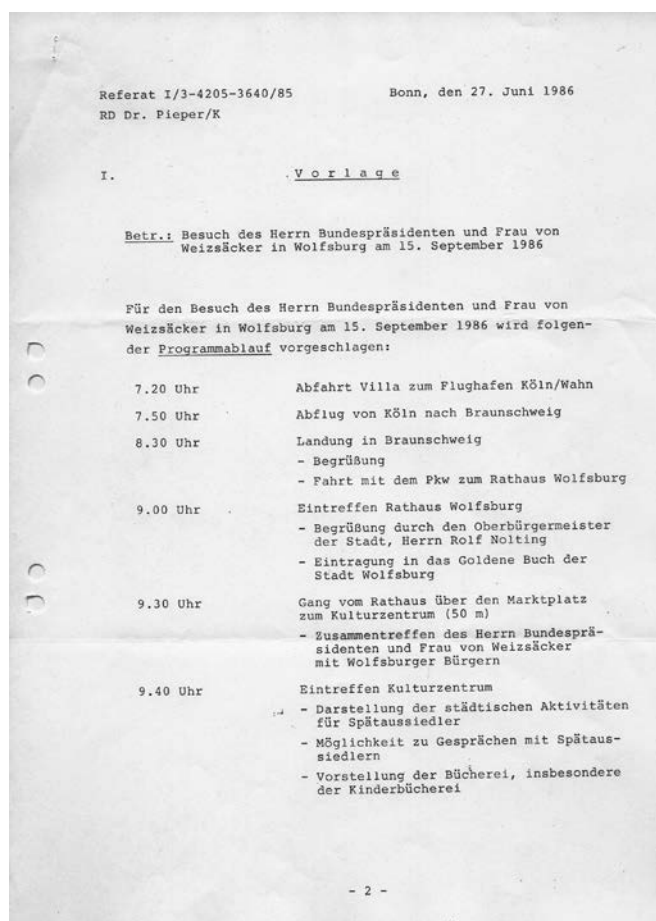 Referat I/3-4205-3640/85 Bonn, den 27. Juni 1986
RD Dr. Pieper/K
I. Vorlage
Betr.: Besuch des Herrn Bundespräsidenten und Frau von
Weizsäcker in Wolfsburg am 15. September 1986
Für den Besuch des Herrn Bundespräsidenten und Frau von
Weizsäcker in Wolfsburg am 15. September 1986 wird folgen-
der Programmablauf vorgeschlagen:
7.20 Uhr Abfahrt Villa zum Flughafen Köln/Wahn
7.50 Uhr Abflug von Köln nach Braunschweig
8.30 Uhr Landung in Braunschweig
- Begrüßung
- Fahrt mit dem Pkw zum Rathaus Wolfsburg
9.00 Uhr Eintreffen Rathaus Wolfsburg
- Begrüßung durch den Oberbürgermeister
der Stadt, Herrn Rolf Nolting
- Eintragung in das Goldene Buch der
Stadt Wolfsburg
9.30 Uhr Gang vom Rathaus über den Marktplatz
zum Kulturzentrum (50 m)
- Zusammentreffen des Herrn Bundesprä-
sidenten und Frau von Weizsäcker
mit Wolfsburger Bürgern
9.40 Uhr Eintreffen Kulturzentrum
- Darstellung der städtischen Aktivitäten
für Spätaussiedler
- Möglichkeit zu Gesprächen mit Spätaus-
siedlern
- Vorstellung der Bücherei, insbesondere
der Kinderbücherei
- 2 -